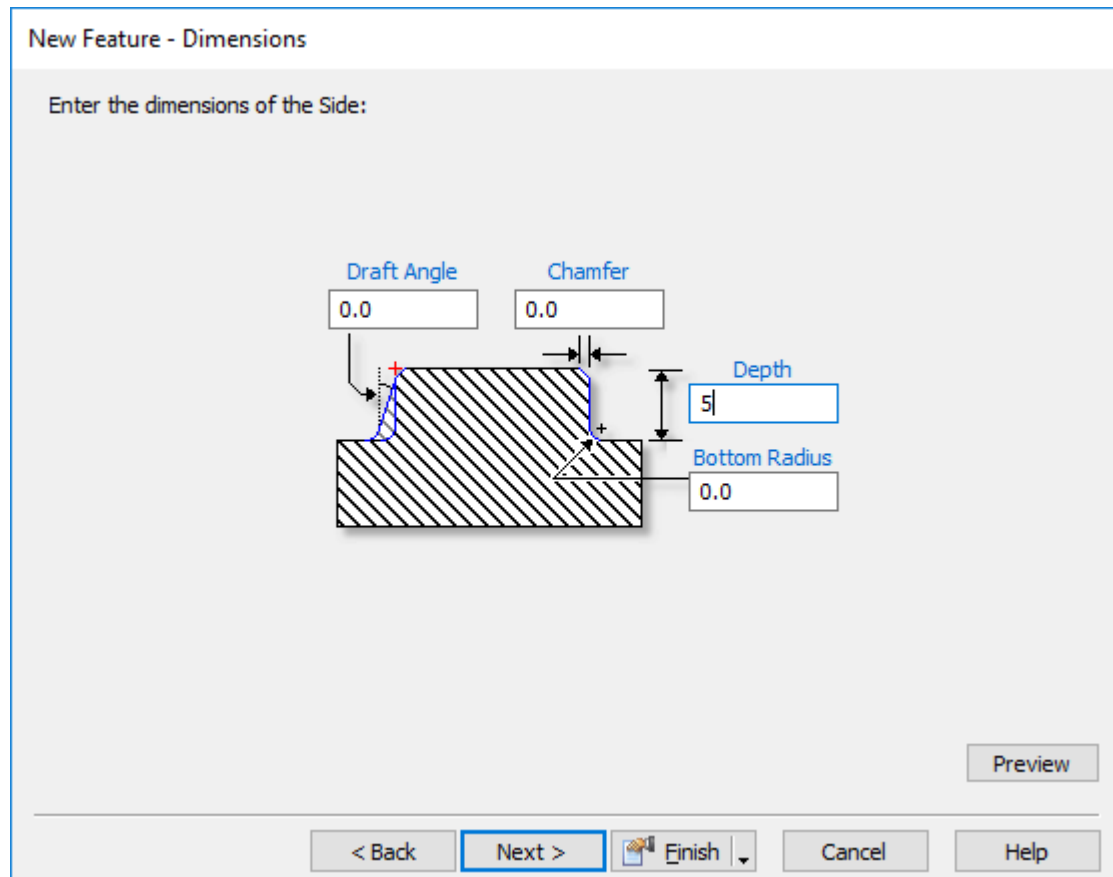 New Feature - Dimensions
Enter the dimensions of the Side:
Draft Angle
Chamfer
0.0
0.0
Depth
5
Bottom Radius
0.0
Preview
< Back
Next >
Finish
Cancel
Help